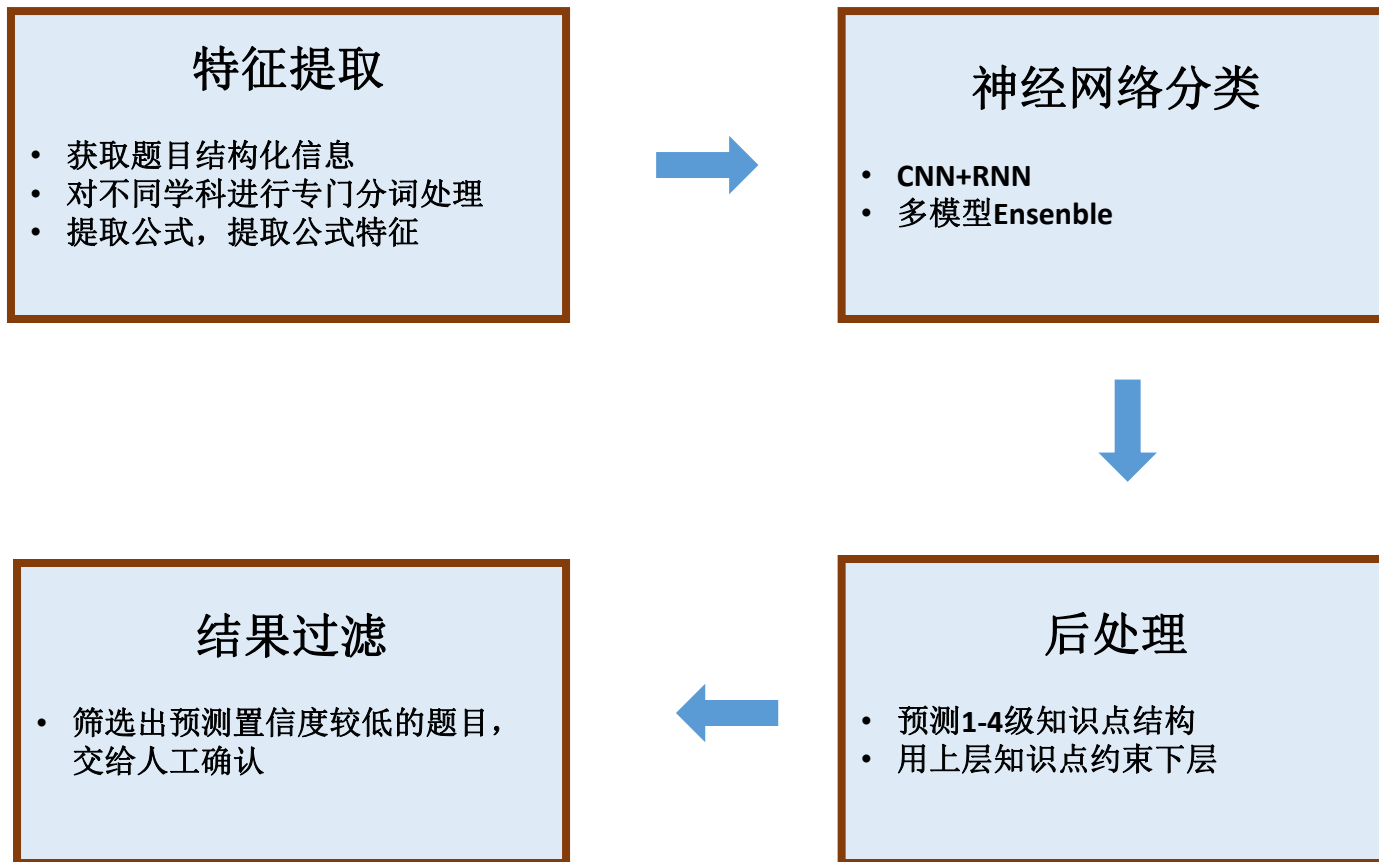 特征提取
• 获取题目结构化信息
• 对不同学科进行专门分词处理
• 提取公式，提取公式特征
神经网络分类
• CNN+RNN
• 多模型Ensenble
后处理
• 预测1-4级知识点结构
• 用上层知识点约束下层
结果过滤
• 筛选出预测置信度较低的题目，
交给人工确认